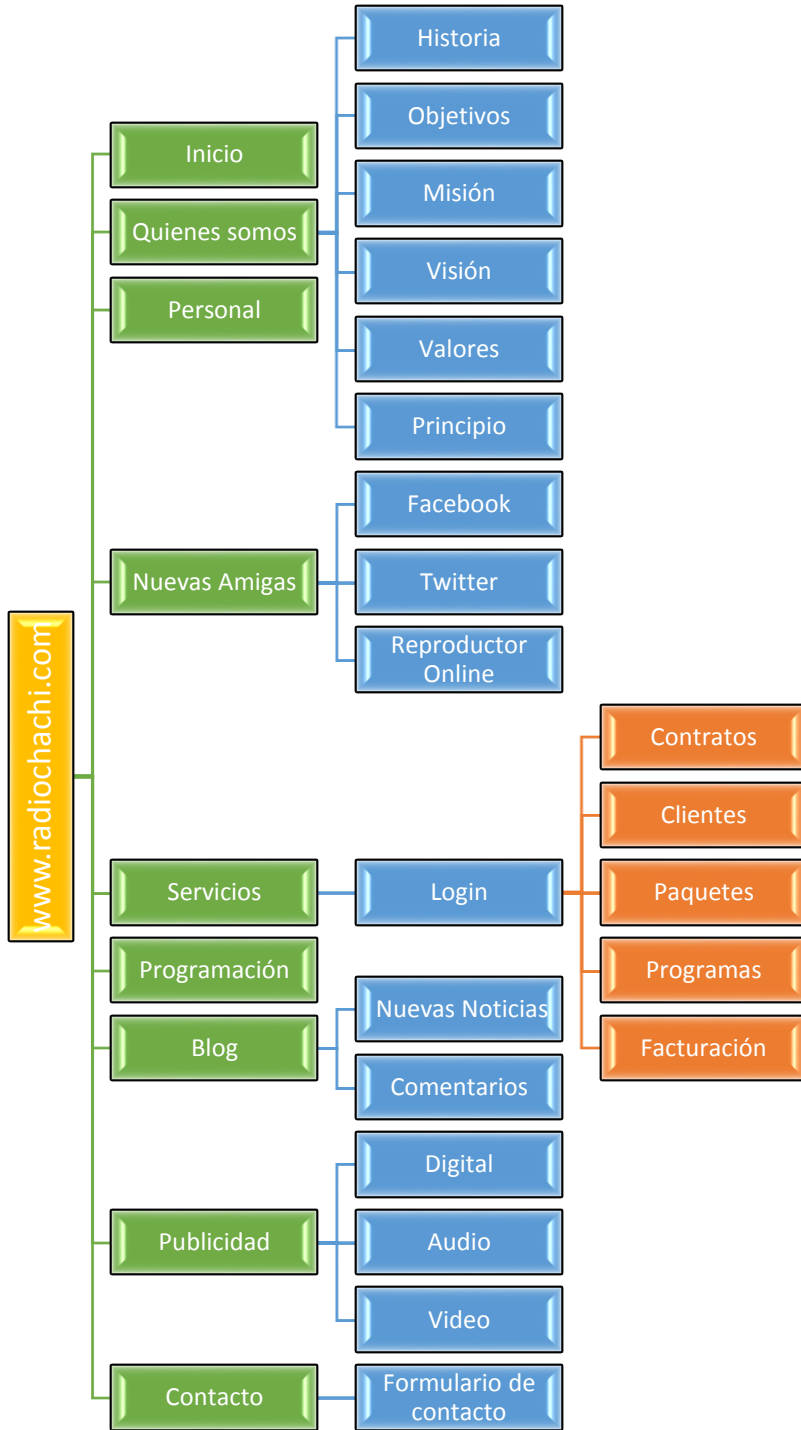 www.radiochachi.com
Inicio
Quienes somos
Historia
Objetivos
Misión
Visión
Valores
Principio
Personal
Nuevas Amigas
Facebook
Twitter
Reproductor
Online
Servicios
Login
Contratos
Clientes
Paquetes
Programas
Facturación
Programación
Blog
Nuevas Noticias
Comentarios
Publicidad
Digital
Audio
Video
Contacto
Formulario de
contacto